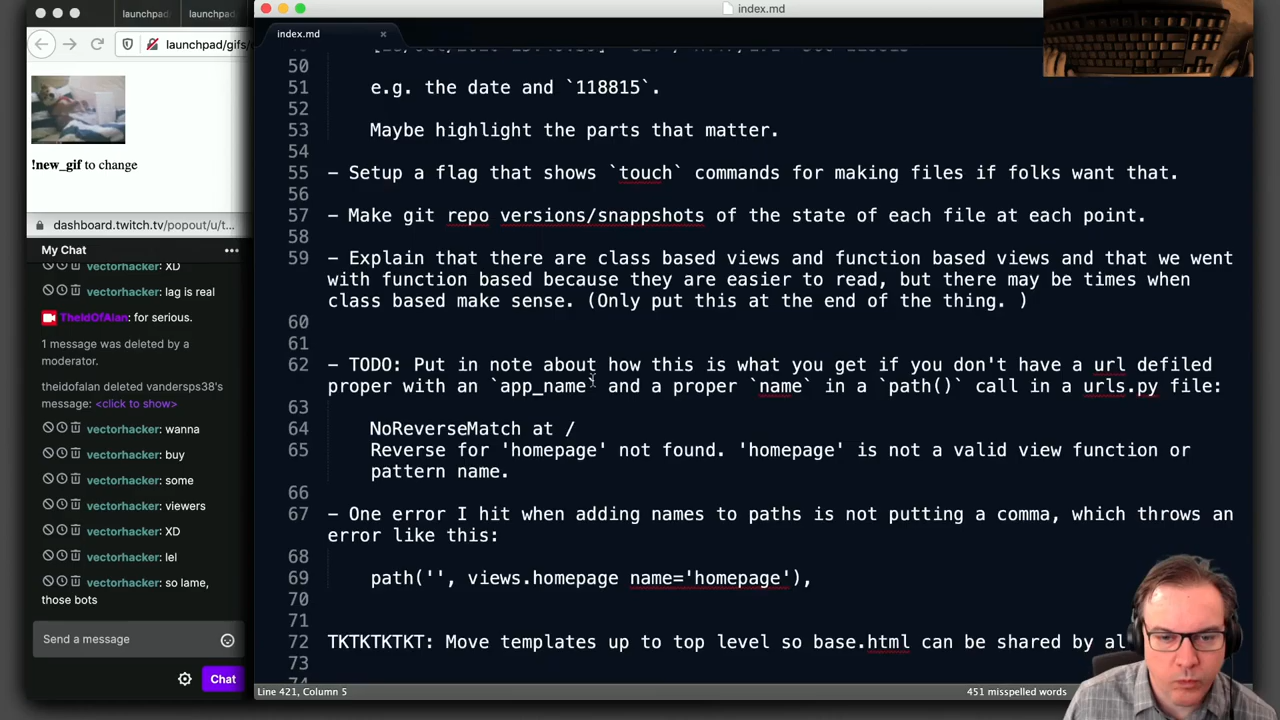 launchpad
launchpad
launchpad/gifs/
!new_gif to change
dashboard.twitch.tv/popout/u/t...
My Chat
vectorhacker: XD
vectorhacker: lag is real
TheIdOfAlan: for serious.
1 message was deleted by a
moderator.
theidofalan deleted vandersps38's
message: <click to show>
vectorhacker: wanna
vectorhacker: buy
vectorhacker: some
vectorhacker: viewers
vectorhacker: XD
vectorhacker: lel
vectorhacker: so lame,
those bots
Send a message
Chat
index.md
index.md
50
51 e.g. the date and `118815`.
52
53 Maybe highlight the parts that matter.
54
55 - Setup a flag that shows `touch` commands for making files if folks want that.
56
57 - Make git repo versions/snappshots of the state of each file at each point.
58
59 - Explain that there are class based views and function based views and that we went
with function based because they are easier to read, but there may be times when
class based make sense. (Only put this at the end of the thing. )
60
61
62 - TODO: Put in note about how this is what you get if you don't have a url defiled
proper with an `app_name` and a proper `name` in a `path()` call in a urls.py file:
63
64 NoReverseMatch at /
65 Reverse for 'homepage' not found. 'homepage' is not a valid view function or
pattern name.
66
67 - One error I hit when adding names to paths is not putting a comma, which throws an
error like this:
68
69 path('', views.homepage name='homepage'),
70
71
72 TKTKTKTKT: Move templates up to top level so base.html can be shared by al
73
Line 421, Column 5
451 misspelled words